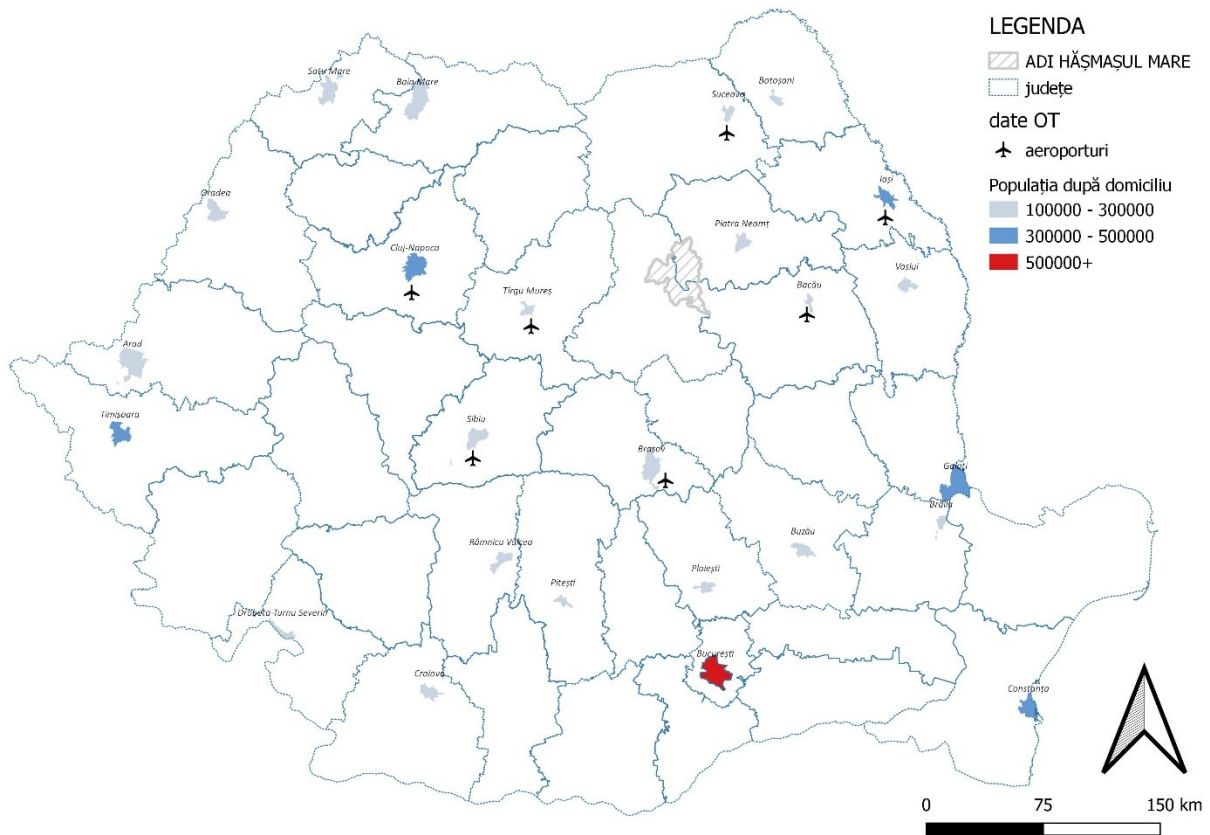 LEGENDA
ADI HĂȘMAȘUL MARE
județe
date OT
aeroporturi
Populația după domiciliu
100000 - 300000
300000 - 500000
500000+
Satu Mare
Baia Mare
Suceava
Botoșani
Oradea
Iași
Cluj-Napoca
Piatra Neamț
Tîrgu Mureș
Bacău
Vaslui
Arad
Timișoara
Sibiu
Brașov
Galați
Brăila
Râmnicu Vâlcea
Buzău
Pitești
Ploiești
Drobeta-Turnu Severin
București
Craiova
Constanța
0 75 150 km